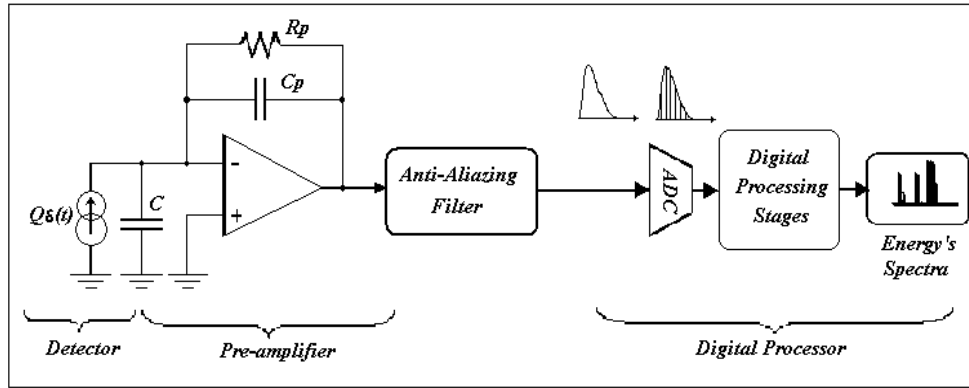 Rp
Cp
-
+
Qδ(t)
C
Anti-Aliazing
Filter
ADC
Digital
Processing
Stages
Energy's
Spectra
Detector
Pre-amplifier
Digital Processor